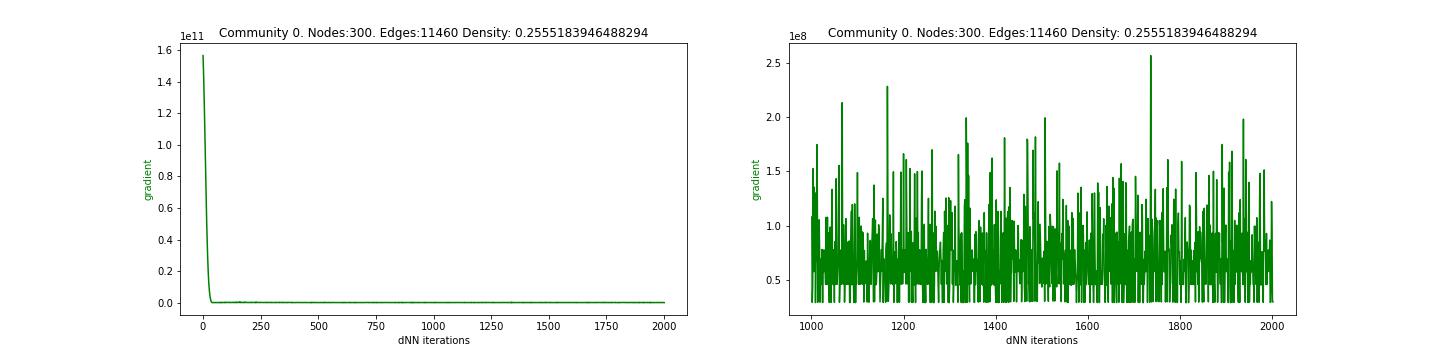 Community 0. Nodes:300. Edges:11460 Density: 0.2555183946488294
1e11
1.6
1.4
1.2
1.0
0.8
0.6
0.4
0.2
0.0
gradient
0 250 500 750 1000 1250 1500 1750 2000
dNN iterations
Community 0. Nodes:300. Edges:11460 Density: 0.2555183946488294
1e8
2.5
2.0
1.5
1.0
0.5
gradient
1000 1200 1400 1600 1800 2000
dNN iterations